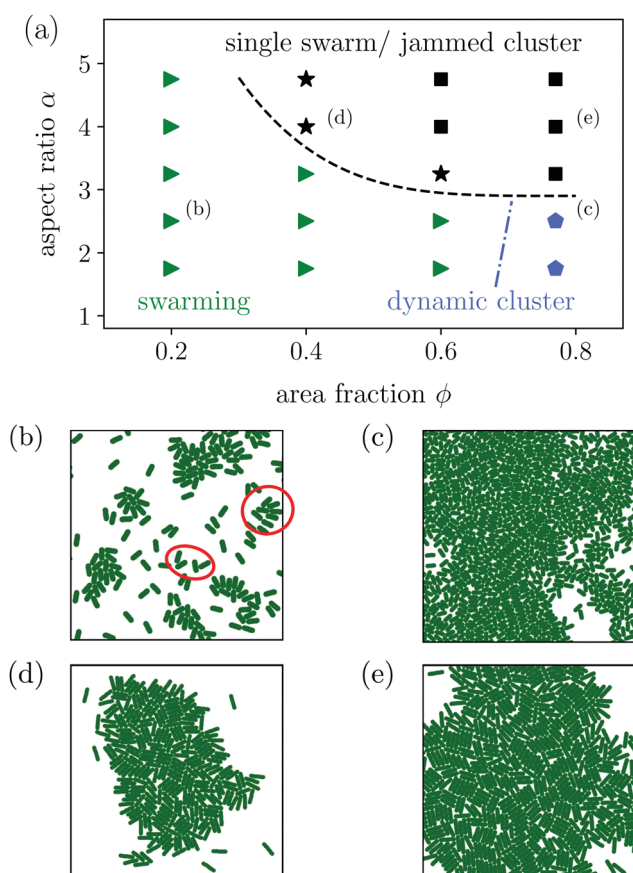 (a)
single swarm/ jammed cluster
5
4
3
2
1
aspect ratio α
(d)
(e)
(b)
(c)
swarming
dynamic cluster
0.2
0.4
0.6
0.8
area fraction ϕ
(b)
(c)
(d)
(e)